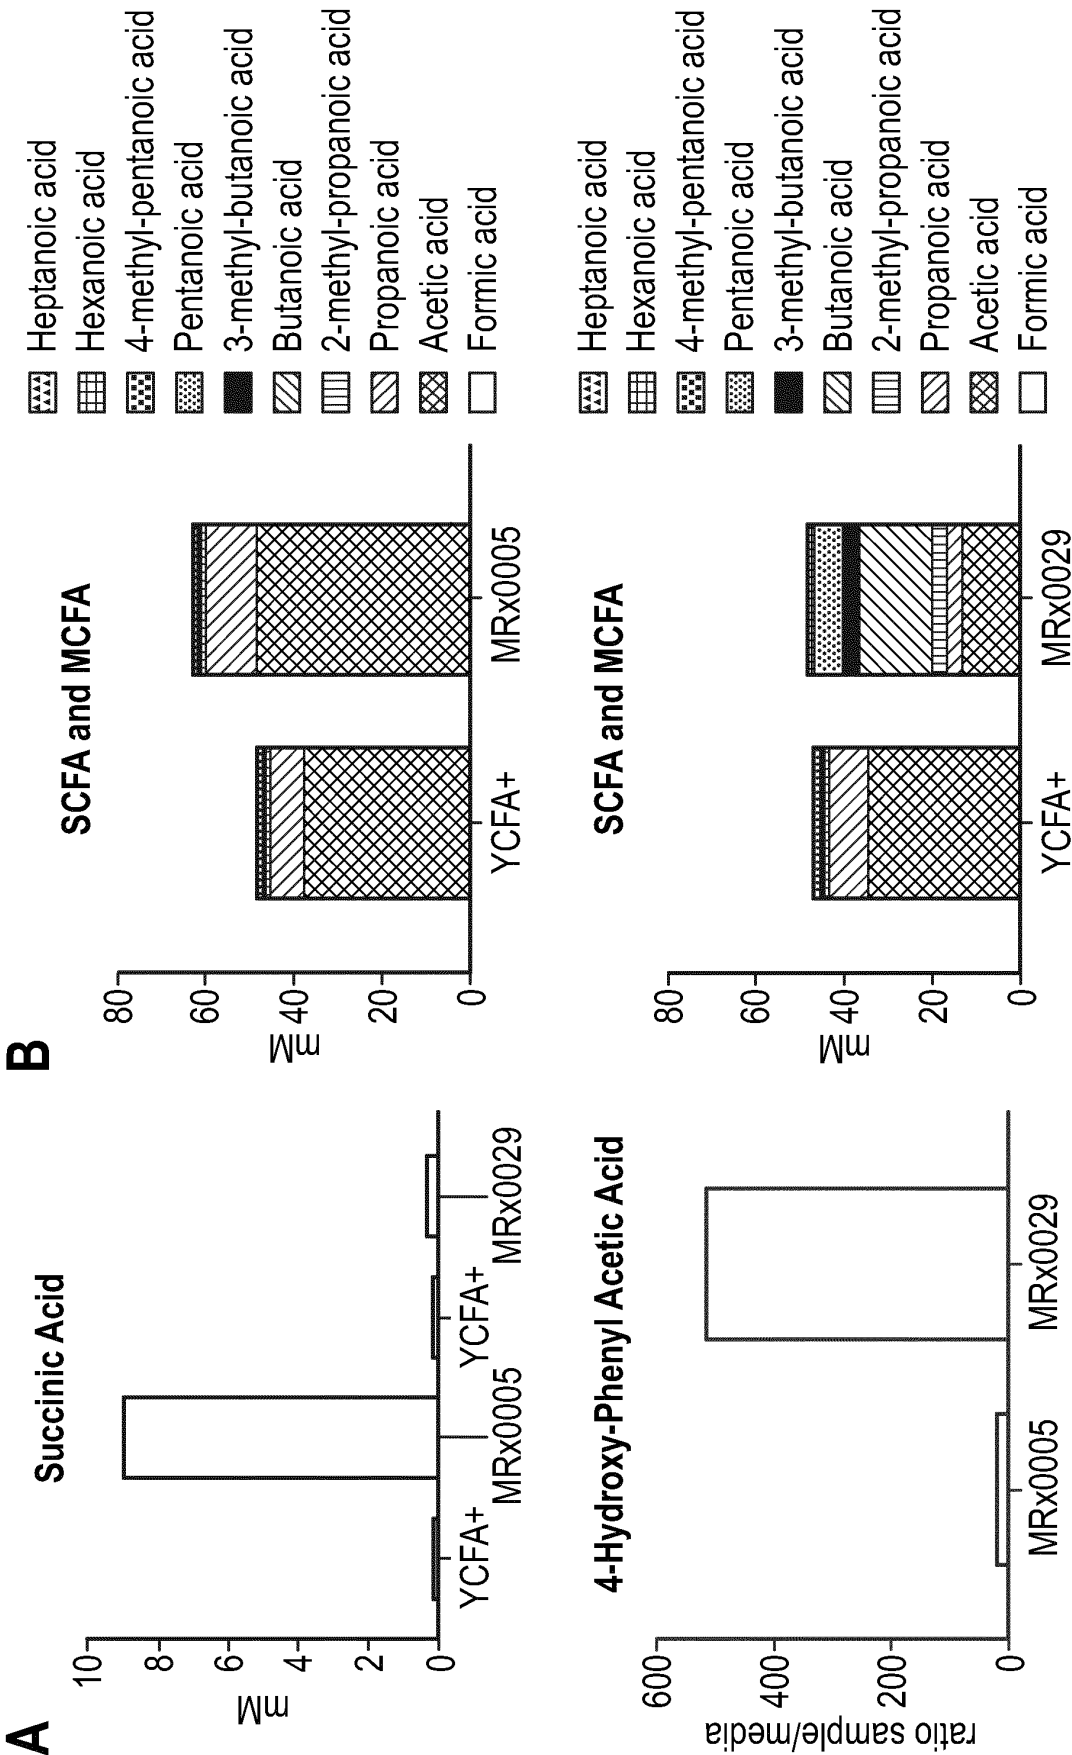 A
Succinic Acid
mM
10
8
6
4
2
0
YCFA+
MRx0005
YCFA+
MRx0029
4-Hydroxy-Phenyl Acetic Acid
ratio sample/media
600
400
200
0
MRx0005
MRx0029
B
SCFA and MCFA
mM
80
60
40
20
0
YCFA+
MRx0005
Heptanoic acid
Hexanoic acid
4-methyl-pentanoic acid
Pentanoic acid
3-methyl-butanoic acid
Butanoic acid
2-methyl-propanoic acid
Propanoic acid
Acetic acid
Formic acid
SCFA and MCFA
mM
80
60
40
20
0
YCFA+
MRx0029
Heptanoic acid
Hexanoic acid
4-methyl-pentanoic acid
Pentanoic acid
3-methyl-butanoic acid
Butanoic acid
2-methyl-propanoic acid
Propanoic acid
Acetic acid
Formic acid